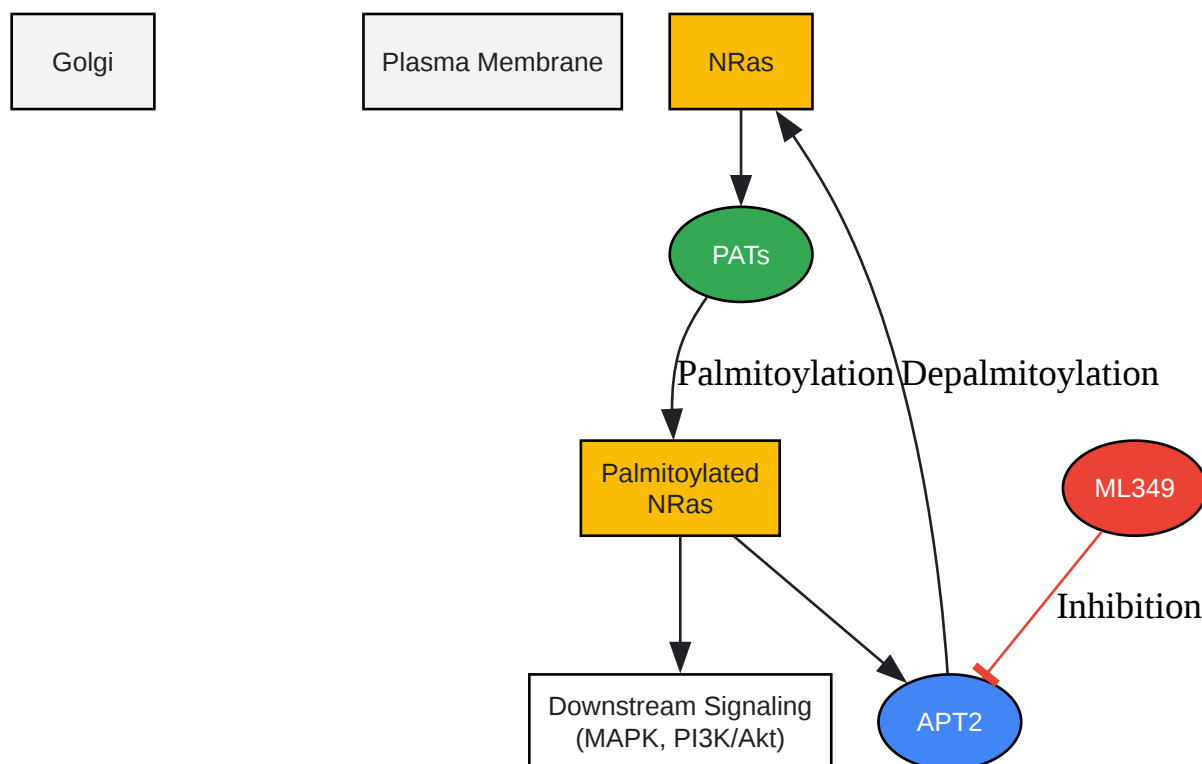 Golgi
Plasma Membrane
NRas
PATs
Palmitoylation
Depalmitoylation
Palmitoylated
NRas
ML349
Inhibition
Downstream Signaling
(MAPK, PI3K/Akt)
APT2